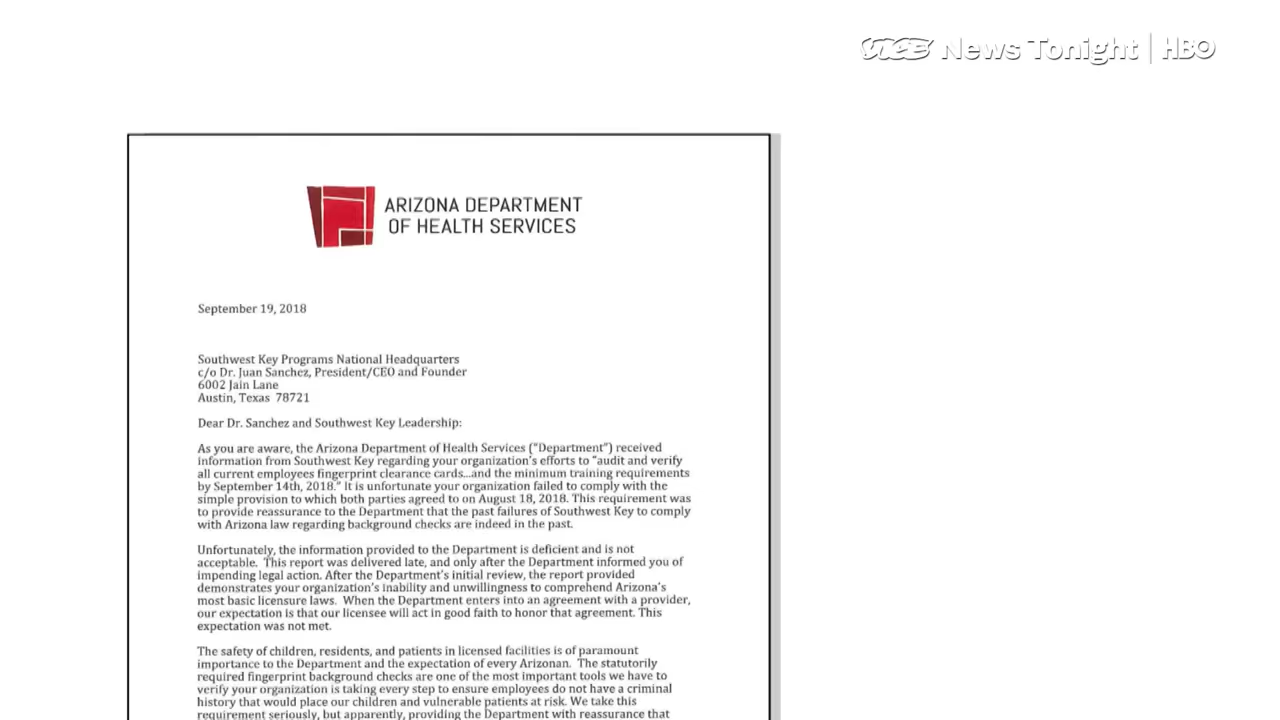 VICE News Tonight | HBO
ARIZONA DEPARTMENT
OF HEALTH SERVICES
September 19, 2018
Southwest Key Programs National Headquarters
c/o Dr. Juan Sanchez, President/CEO and Founder
6002 Jain Lane
Austin, Texas 78721
Dear Dr. Sanchez and Southwest Key Leadership:
As you are aware, the Arizona Department of Health Services ("Department") received
information from Southwest Key regarding your organization's efforts to "audit and verify
all current employees fingerprint clearance cards...and the minimum training requirements
by September 14th, 2018." It is unfortunate your organization failed to comply with the
simple provision to which both parties agreed to on August 18, 2018. This requirement was
to provide reassurance to the Department that the past failures of Southwest Key to comply
with Arizona law regarding background checks are indeed in the past.
Unfortunately, the information provided to the Department is deficient and is not
acceptable. This report was delivered late, and only after the Department informed you of
impending legal action. After the Department's initial review, the report provided
demonstrates your organization's inability and unwillingness to comprehend Arizona's
most basic licensure laws. When the Department enters into an agreement with a provider,
our expectation is that our licensee will act in good faith to honor that agreement. This
expectation was not met.
The safety of children, residents, and patients in licensed facilities is of paramount
importance to the Department and the expectation of every Arizonan. The statutorily
required fingerprint background checks are one of the most important tools we have to
verify your organization is taking every step to ensure employees do not have a criminal
history that would place our children and vulnerable patients at risk. We take this
requirement seriously, but apparently, providing the Department with reassurance that